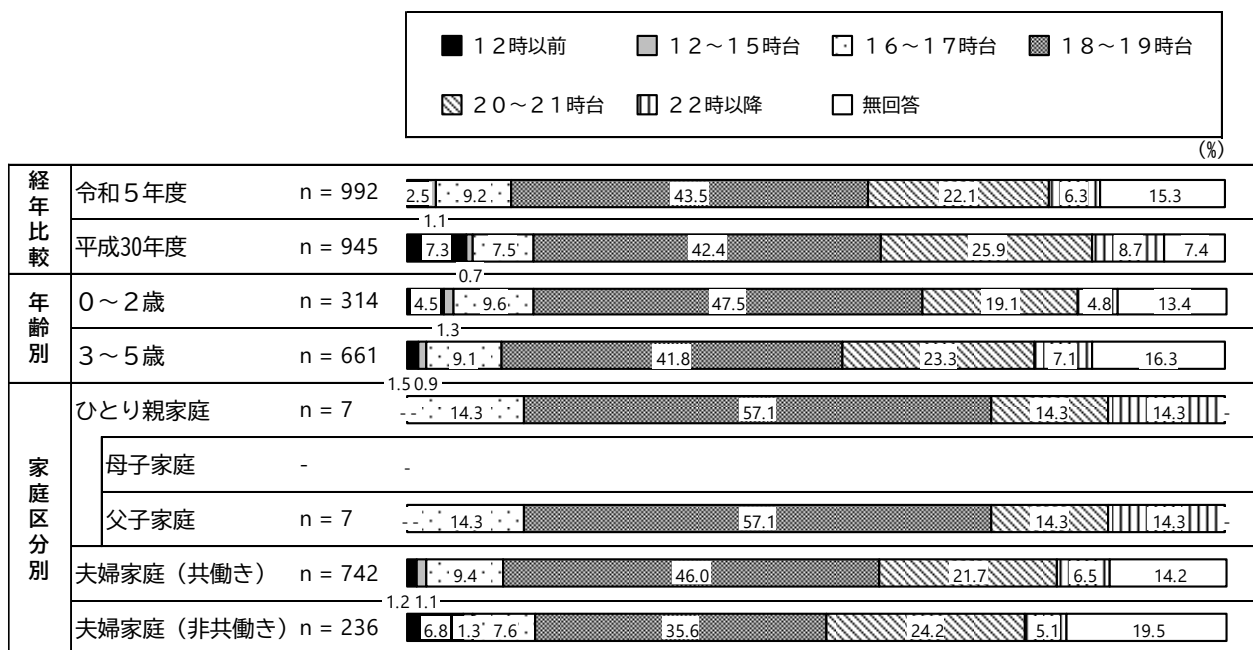 １２時以前 １２～１５時台 １６～１７時台 １８～１９時台
２０～２１時台 ２２時以降 無回答
(%)
経年比較
令和５年度 n = 992 2.5 9.2 43.5 22.1 6.3 15.3
1.1
平成30年度 n = 945 7.3 7.5 42.4 25.9 8.7 7.4
0.7
年齢別
０～２歳 n = 314 4.5 9.6 47.5 19.1 4.8 13.4
1.3
３～５歳 n = 661 9.1 41.8 23.3 7.1 16.3
1.5 0.9
家庭区分別
ひとり親家庭 n = 7 - - 14.3 57.1 14.3 14.3 -
母子家庭 - -
父子家庭 n = 7 - - 14.3 57.1 14.3 14.3 -
夫婦家庭（共働き） n = 742 9.4 46.0 21.7 6.5 14.2
1.2 1.1
夫婦家庭（非共働き） n = 236 6.8 1.3 7.6 35.6 24.2 5.1 19.5